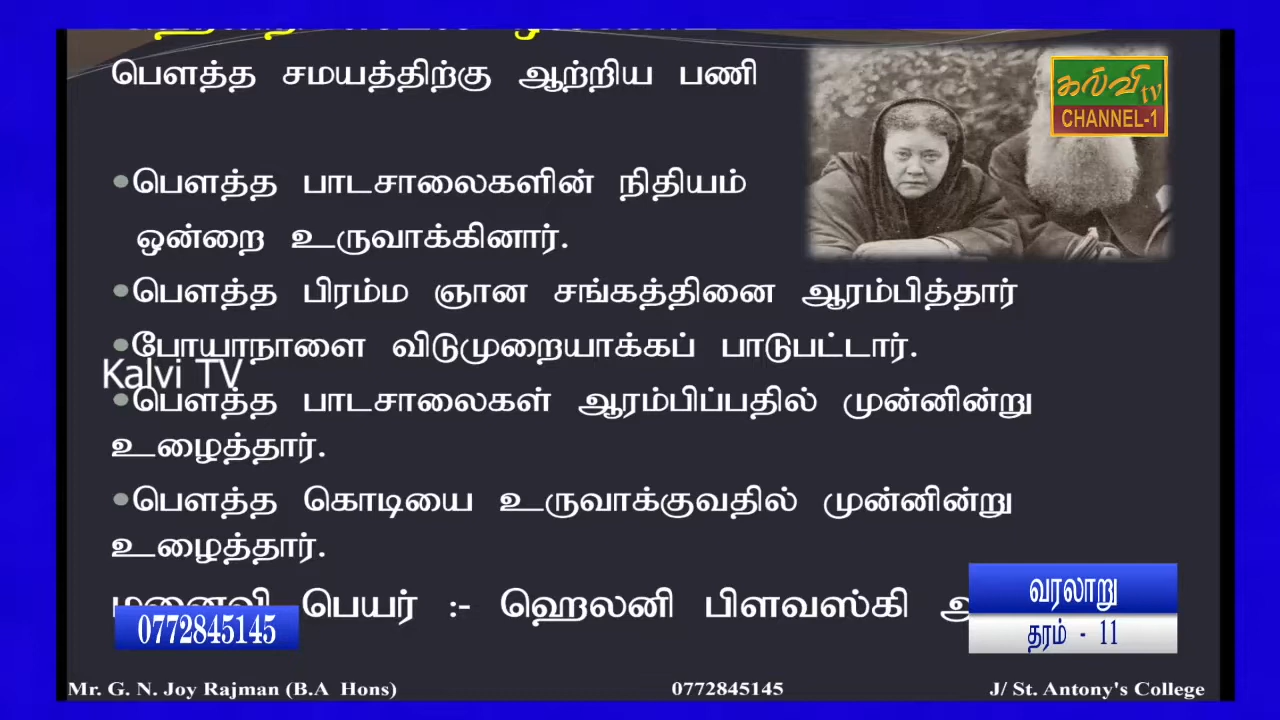 பௌத்த சமயத்திற்கு ஆற்றிய பணி
கல்வி tv
CHANNEL-1
•பௌத்த பாடசாலைகளின் நிதியம்
ஒன்றை உருவாக்கினார்.
•பௌத்த பிரம்ம ஞான சங்கத்தினை ஆரம்பித்தார்
•போயாநாளை விடுமுறையாக்கப் பாடுபட்டார்.
Kalvi TV
•பௌத்த பாடசாலைகள் ஆரம்பிப்பதில் முன்னின்று
உழைத்தார்.
•பௌத்த கொடியை உருவாக்குவதில் முன்னின்று
உழைத்தார்.
மனைவி பெயர் :- ஹெலனி பிளவஸ்கி
வரலாறு
தரம் - 11
0772845145
Mr. G. N. Joy Rajman (B.A Hons) 0772845145 J/ St. Antony's College